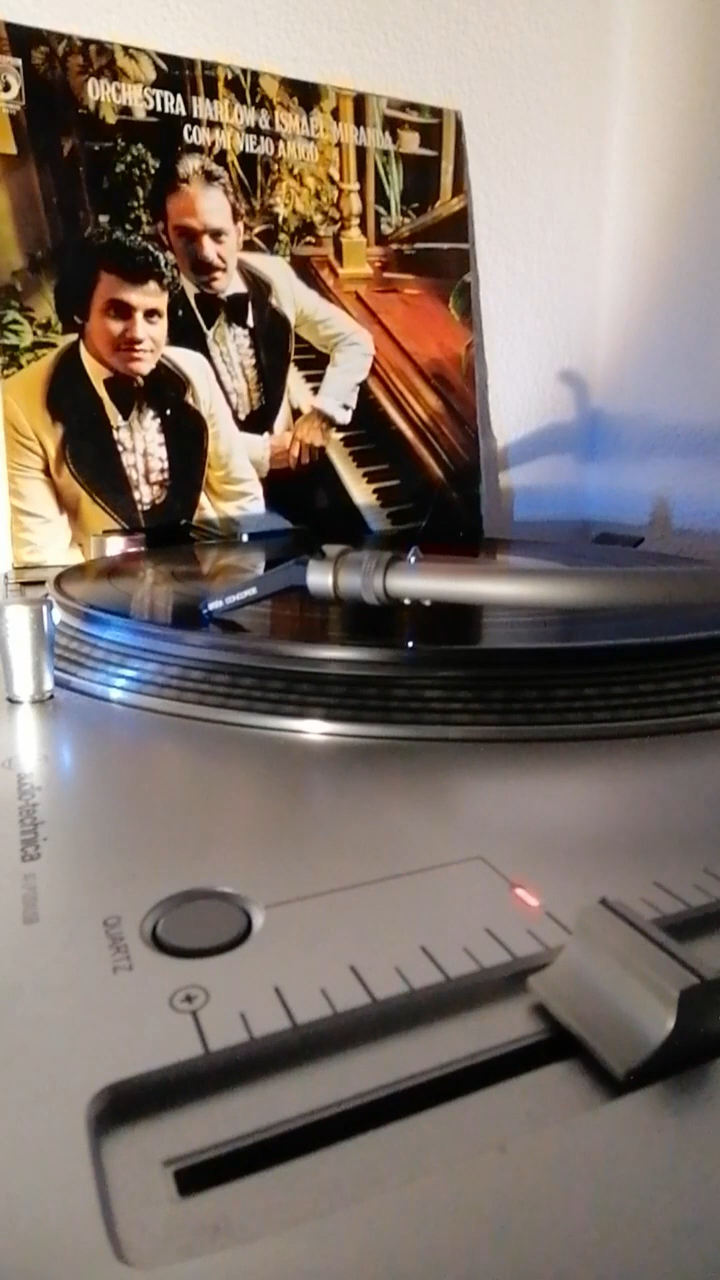 ORCHESTRA HARLOW & ISMAEL MIRANDA
CON MI VIEJO AMIGO
audio-technica
QUARTZ
+